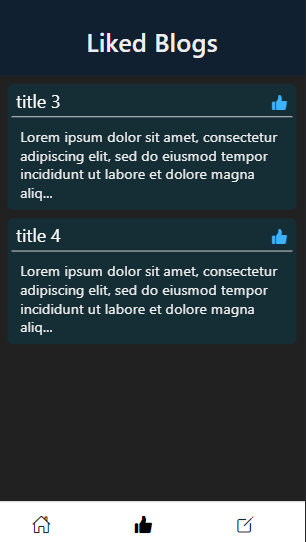 Liked Blogs
title 3
Lorem ipsum dolor sit amet, consectetur
adipiscing elit, sed do eiusmod tempor
incididunt ut labore et dolore magna
aliq...
title 4
Lorem ipsum dolor sit amet, consectetur
adipiscing elit, sed do eiusmod tempor
incididunt ut labore et dolore magna
aliq...